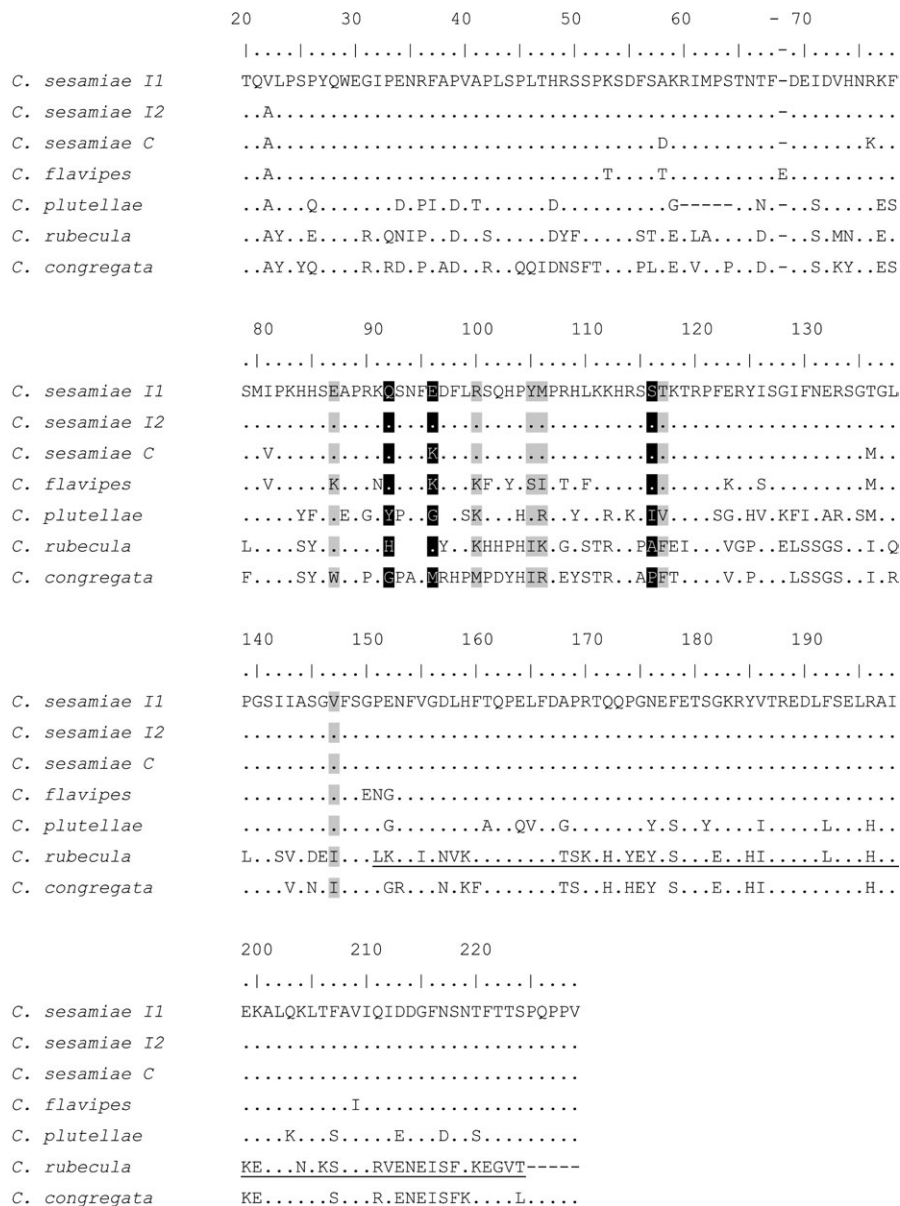 20 30 40 50 60 – 70
|....|....|....|....|....|....|....|....|....|.-...|....|...
C. sesamiae I1 TQVLPSPYQWEGIPENRFAPVAPLSPLTHRSSPKSDFSAKRIMPSTNTF-DEIDVHNRKF
C. sesamiae I2 ..A..............................................-..........
C. sesamiae C ..A...................................D..........-.......K..
C. flavipes ..A..............................T....T..........E..........
C. plutellae ..A...Q.......D.PI.D.T......D..........G-----..N.-..S.....ES
C. rubecula ..AY..E....R.QNIP..D..S.....DYF.....ST.E.LA...D.-..S.MN..E.
C. congregata ..AY.YQ....R.RD.P.AD..R..QQIDNSFT...PL.E.V..P..D.-..S.KY..ES
80 90 100 110 120 130
.|....|....|....|....|....|....|....|....|....|....|....|...
C. sesamiae I1 SMIPKHHSEAPRKQSNFEDFLRSQHPYMPRHLKKHRSSTKTRPFERYISGIFNERSGTGL
C. sesamiae I2 ............................................................
C. sesamiae C ..V..............K.......................................M..
C. flavipes ..V.....K...N....K...KF.Y.SI.T.F............K..S.........M..
C. plutellae .....YF..E.G.YP..G..SK...H.R..Y..R.K.IV....SG.HV.KFI.AR.SM..
C. rubecula L....SY......H....Y..KHHPHIK.G.STR..PAFEI...VGP..ELSSGS..I.Q
C. congregata F....SY.W..P.GPA.MRHPMPDYHIR.EYSTR..APFT....V.P...LSSGS..I.R
140 150 160 170 180 190
.|....|....|....|....|....|....|....|....|....|....|....|...
C. sesamiae I1 PGSIIASGVFSGPENFVGDLHFTQPELFDAPRTQQPGNEFETSGKRYVTREDLFSELRAI
C. sesamiae I2 ............................................................
C. sesamiae C ............................................................
C. flavipes ...........ENG..............................................
C. plutellae .............G........A..QV...G.......Y.S..Y....I.....L...H..
C. rubecula L..SV.DEI...LK..I.NVK........TSK.H.YEY.S...E..HI......L...H..
C. congregata ....V.N.I....GR...N.KF.......TS..H.HEY S...E..HI..........H..
200 210 220
.|....|....|....|....|....|....
C. sesamiae I1 EKALQKLTFAVIQIDDGFNSNTFTTSPQPPV
C. sesamiae I2 ...............................
C. sesamiae C ...............................
C. flavipes ..........I....................
C. plutellae ....K...S.....E...D..S.........
C. rubecula KE...N.KS...RVENEISF.KEGVT-----
C. congregata KE......S...R.ENEISFK....L.....